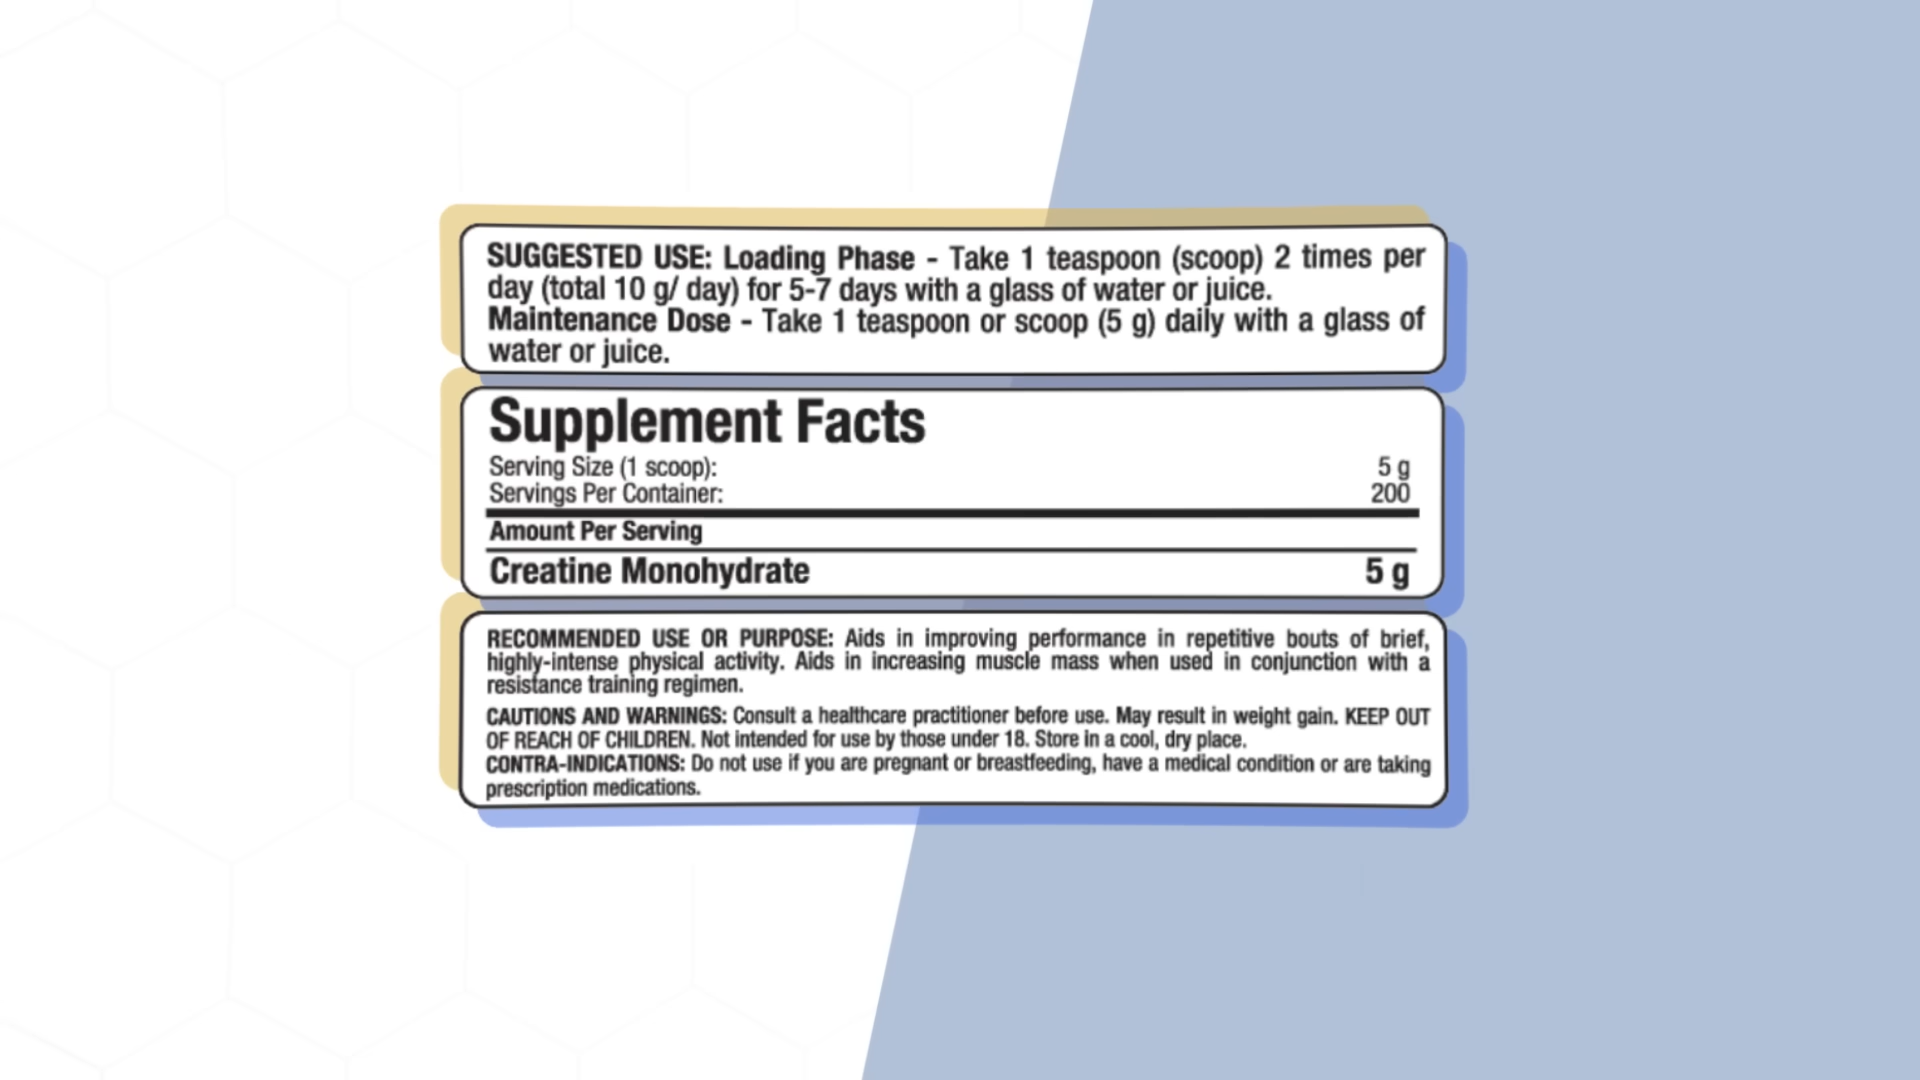 SUGGESTED USE: Loading Phase - Take 1 teaspoon (scoop) 2 times per
day (total 10 g/ day) for 5-7 days with a glass of water or juice.
Maintenance Dose - Take 1 teaspoon or scoop (5 g) daily with a glass of
water or juice.
Supplement Facts
Serving Size (1 scoop): 5 g
Servings Per Container: 200
Amount Per Serving
Creatine Monohydrate 5 g
RECOMMENDED USE OR PURPOSE: Aids in improving performance in repetitive bouts of brief,
highly-intense physical activity. Aids in increasing muscle mass when used in conjunction with a
resistance training regimen.
CAUTIONS AND WARNINGS: Consult a healthcare practitioner before use. May result in weight gain. KEEP OUT
OF REACH OF CHILDREN. Not intended for use by those under 18. Store in a cool, dry place.
CONTRA-INDICATIONS: Do not use if you are pregnant or breastfeeding, have a medical condition or are taking
prescription medications.